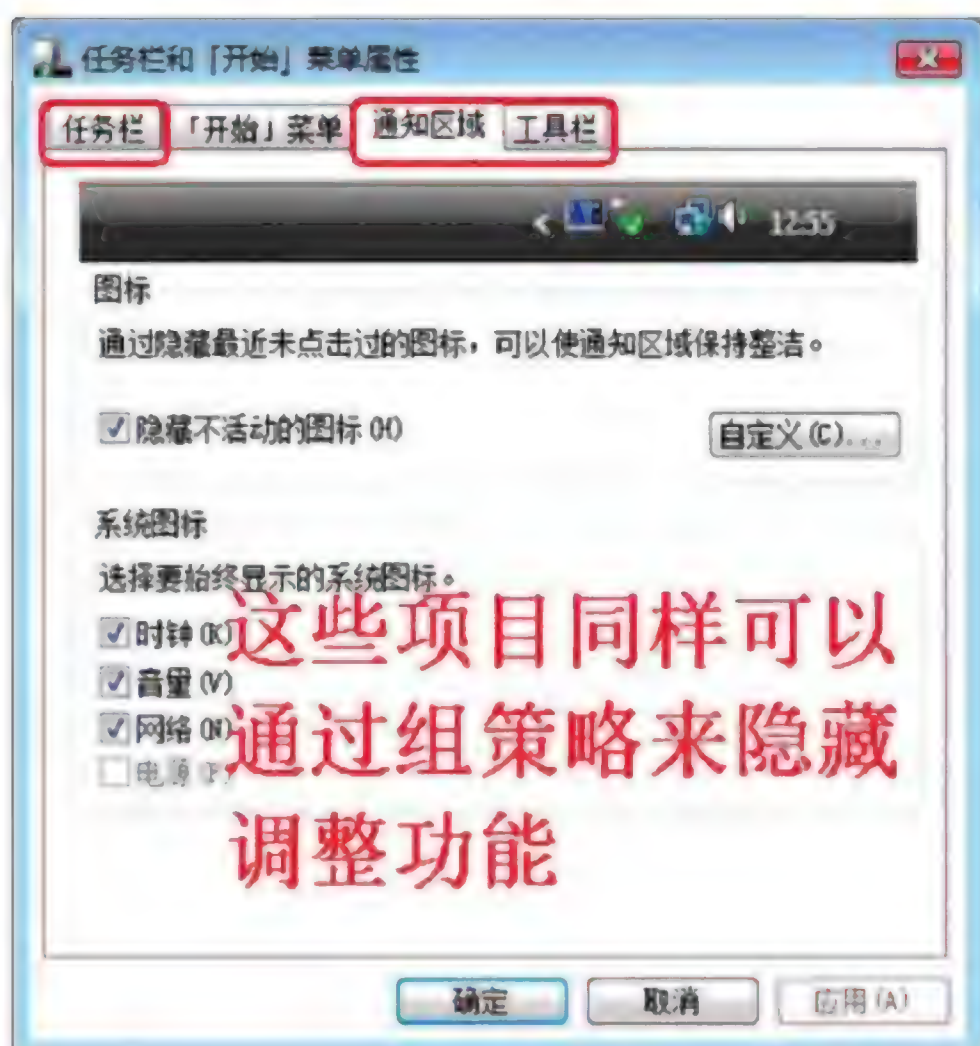 任务栏和「开始」菜单属性
任务栏 「开始」菜单 通知区域 工具栏
12:55
图标
通过隐藏最近未点击过的图标，可以使通知区域保持整洁。
隐藏不活动的图标(H) 自定义(C)...
系统图标
选择要始终显示的系统图标。
时钟(K)
音量(V)
网络(N)
电源(P)
这些项目同样可以
通过组策略来隐藏
调整功能
确定 取消 应用(A)